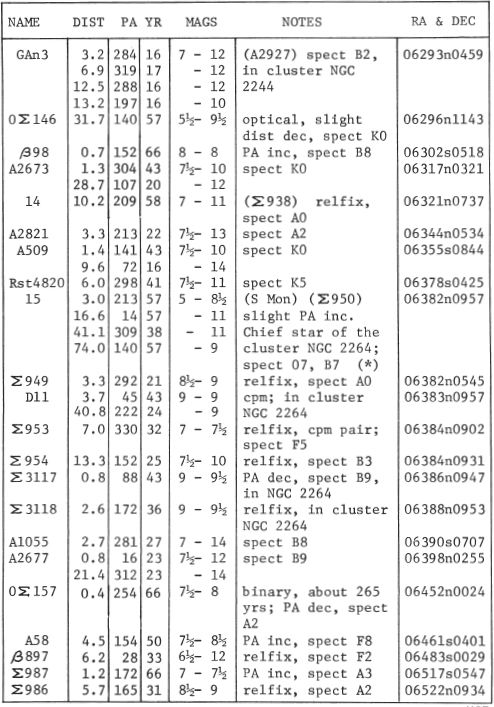 NAME DIST PA YR MAGS NOTES RA & DEC
GAn3 3.2 284 16 7 - 12 (A2927) spect B2, 06293n0459
6.9 319 17 - 12 in cluster NGC
12.5 288 16 - 12 2244
13.2 197 16 - 10
OΣ146 31.7 140 57 5½- 9½ optical, slight 06296n1143
dist dec, spect K0
β98 0.7 152 66 8 - 8 PA inc, spect B8 06302s0518
A2673 1.3 304 43 7½- 10 spect K0 06317n0321
28.7 107 20 - 12
14 10.2 209 58 7 - 11 (Σ938) relfix, 06321n0737
spect A0
A2821 3.3 213 22 7½- 13 spect A2 06344n0534
A509 1.4 141 43 7½- 10 spect K0 06355s0844
9.6 72 16 - 14
Rst4820 6.0 298 41 7½- 11 spect K5 06378s0425
15 3.0 213 57 5 - 8½ (S Mon) (Σ950) 06382n0957
16.6 14 57 - 11 slight PA inc.
41.1 309 38 - 11 Chief star of the
74.0 140 57 - 9 cluster NGC 2264;
spect O7, B7 (*)
Σ949 3.3 292 21 8½- 9 relfix, spect A0 06382n0545
D11 3.7 45 43 9 - 9 cpm; in cluster 06383n0957
40.8 222 24 - 9 NGC 2264
Σ953 7.0 330 32 7 - 7½ relfix, cpm pair; 06384n0902
spect F5
Σ954 13.3 152 25 7½- 10 relfix, spect B3 06384n0931
Σ3117 0.8 88 43 9 - 9½ PA dec, spect B9, 06386n0947
in NGC 2264
Σ3118 2.6 172 36 9 - 9½ relfix, in cluster 06388n0953
NGC 2264
A1055 2.7 281 27 7 - 14 spect B8 06390s0707
A2677 0.8 16 23 7½- 12 spect B9 06398n0255
21.4 312 23 - 14
OΣ157 0.4 254 66 7½- 8 binary, about 265 06452n0024
yrs; PA dec, spect
A2
A58 4.5 154 50 7½- 8½ PA inc, spect F8 06461s0401
β897 6.2 28 33 6½- 12 relfix, spect F2 06483s0029
Σ987 1.2 172 66 7 - 7½ PA inc, spect A3 06517s0547
Σ986 5.7 165 31 8½- 9 relfix, spect A2 06522n0934